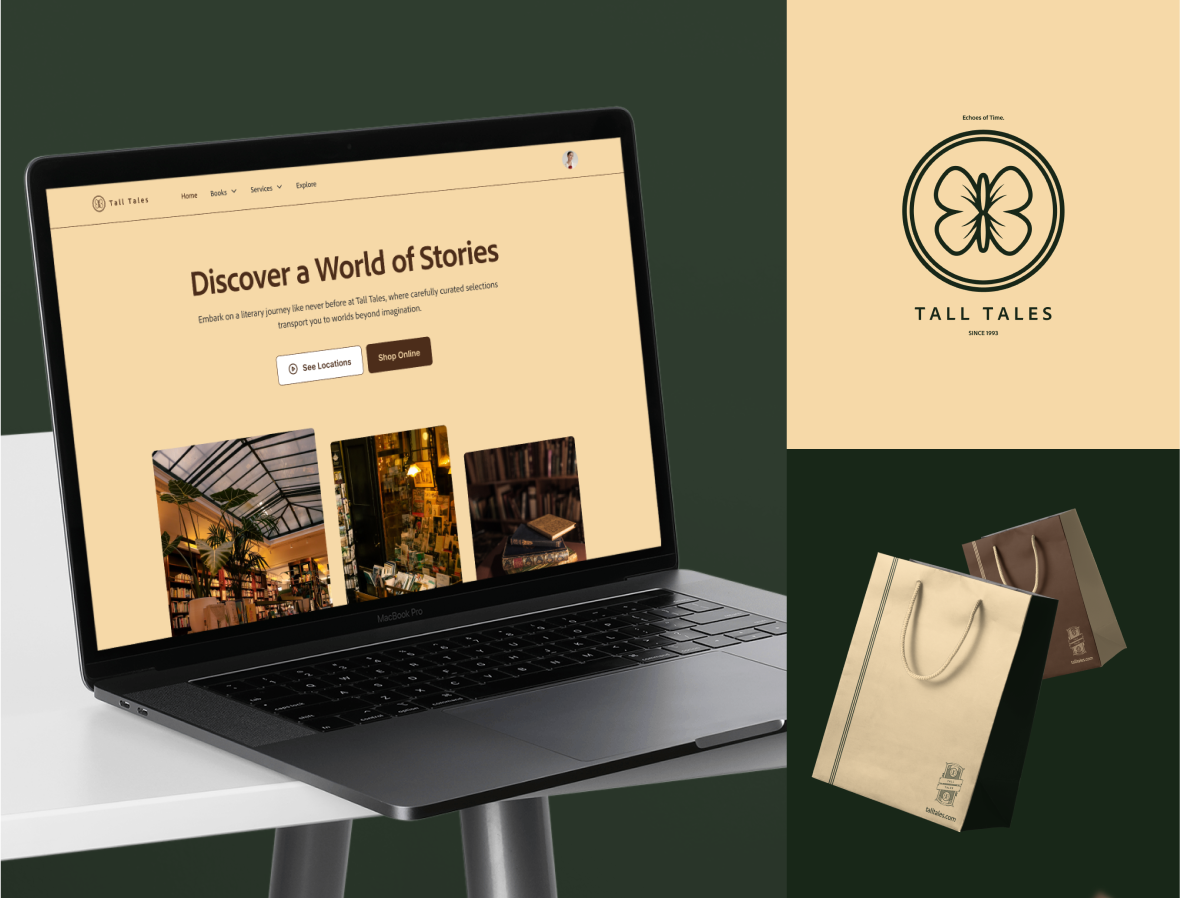 Tall Tales
Home
Books
Services
Explore
Discover a World of Stories
Embark on a literary journey like never before at Tall Tales, where carefully curated selections
transport you to worlds beyond imagination.
See Locations
Shop Online
MacBook Pro
Echoes of Time.
TALL TALES
SINCE 1993
talltales.com
talltales.com